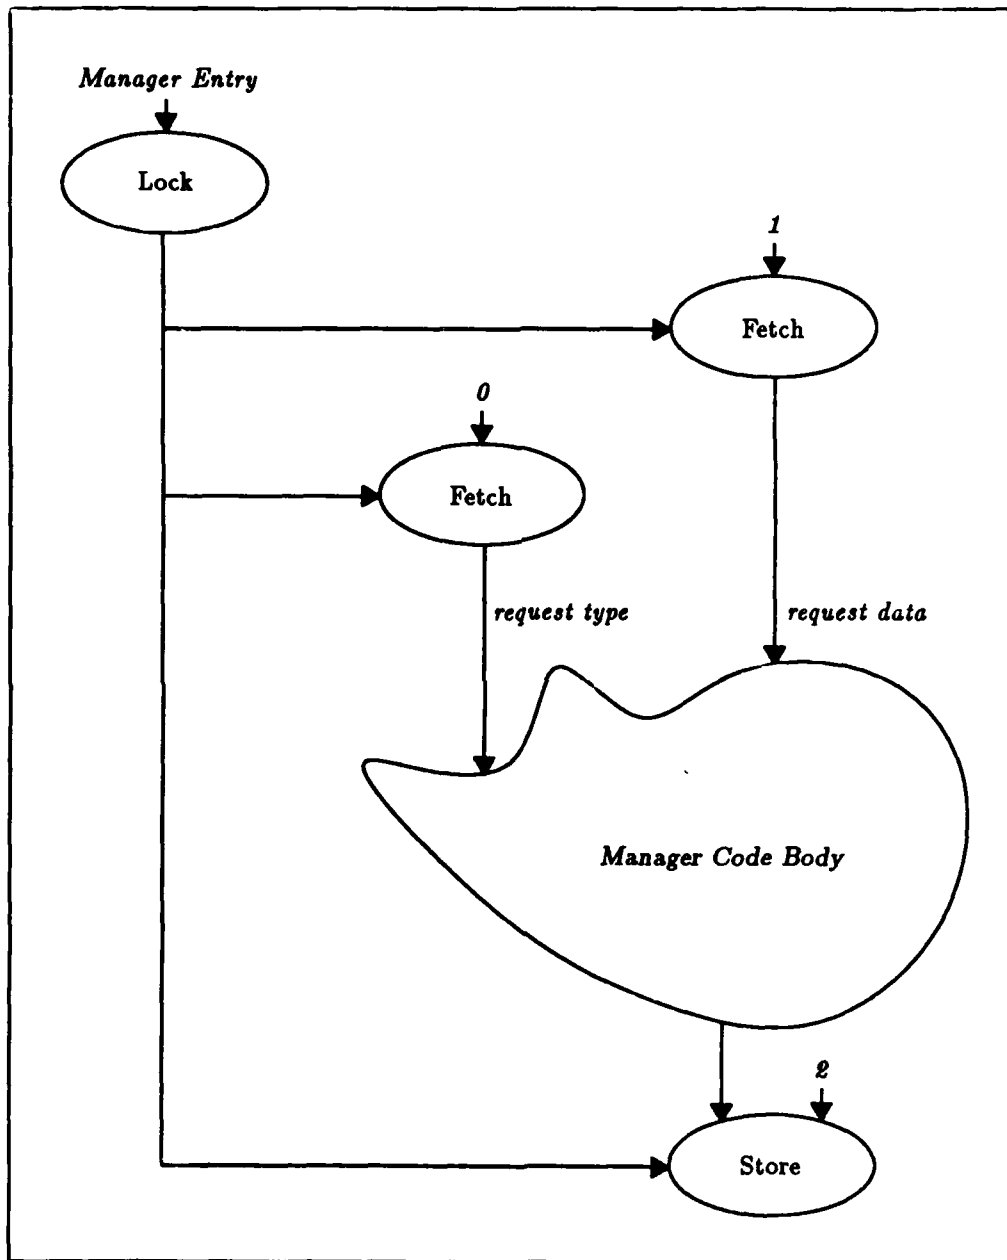 Manager Entry
Lock
1
Fetch
0
Fetch
request type
request data
Manager Code Body
2
Store